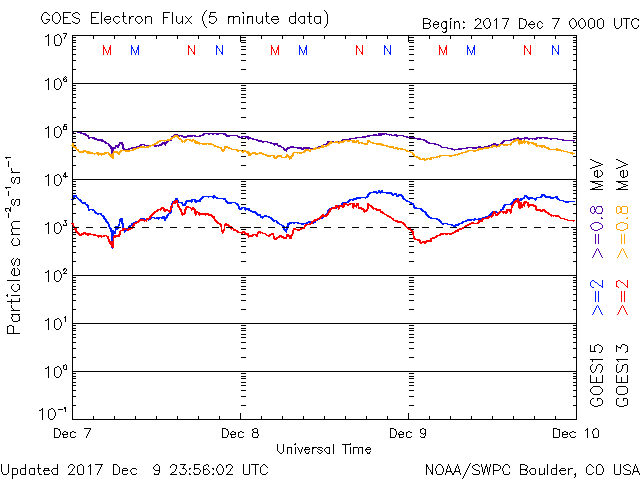 GOES Electron Flux (5 minute data)
Begin: 2017 Dec 7 0000 UTC
M M N N M M N N M M N N
10⁷
10⁶
10⁵
10⁴
10³
10²
10¹
10⁰
10⁻¹
Particles cm⁻²s⁻¹sr⁻¹
GOES15 >=2 >=0.8 MeV
GOES13 >=2 >=0.8 MeV
Dec 7 Dec 8 Dec 9 Dec 10
Universal Time
Updated 2017 Dec 9 23:56:02 UTC
NOAA/SWPC Boulder, CO USA